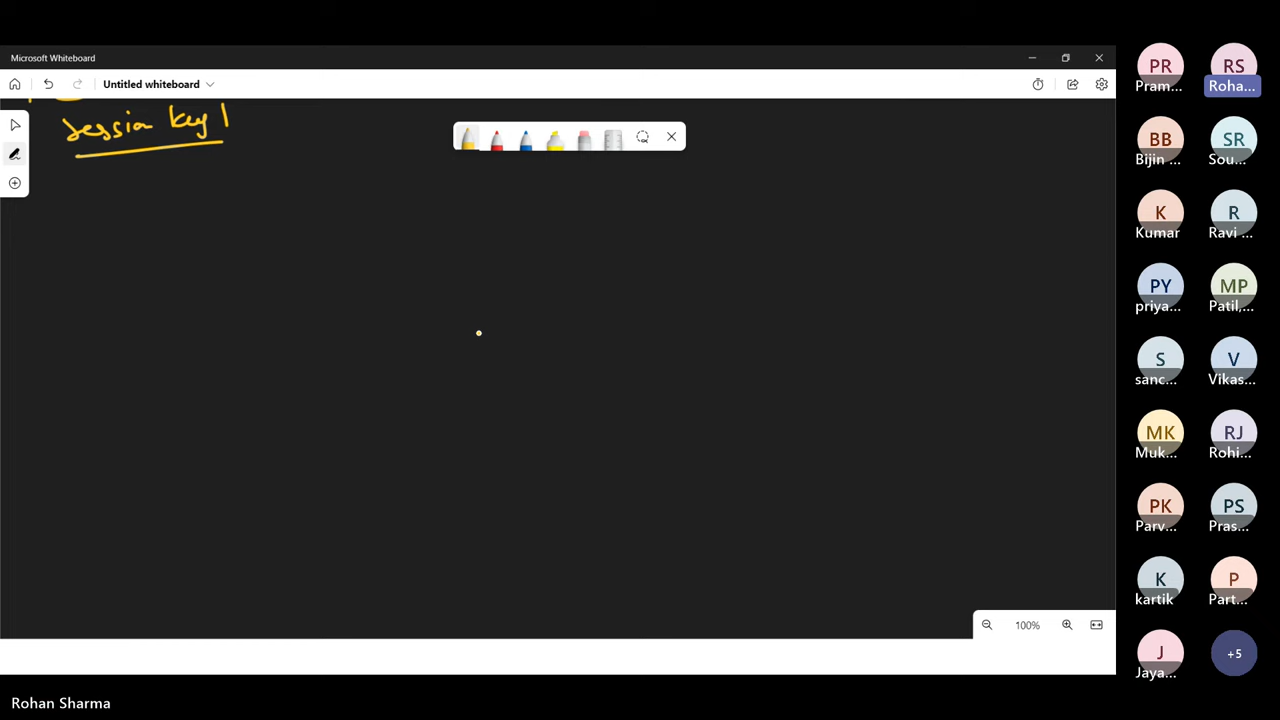 Microsoft Whiteboard
Untitled whiteboard
session key 1
100%
PR
Pram...
RS
Roha...
BB
Bijin ...
SR
Sou...
K
Kumar
R
Ravi ...
PY
priya...
MP
Patil,...
S
sanc...
V
Vikas...
MK
Muk...
RJ
Rohi...
PK
Parv...
PS
Pras...
K
kartik
P
Part...
J
Jaya...
+5
Rohan Sharma